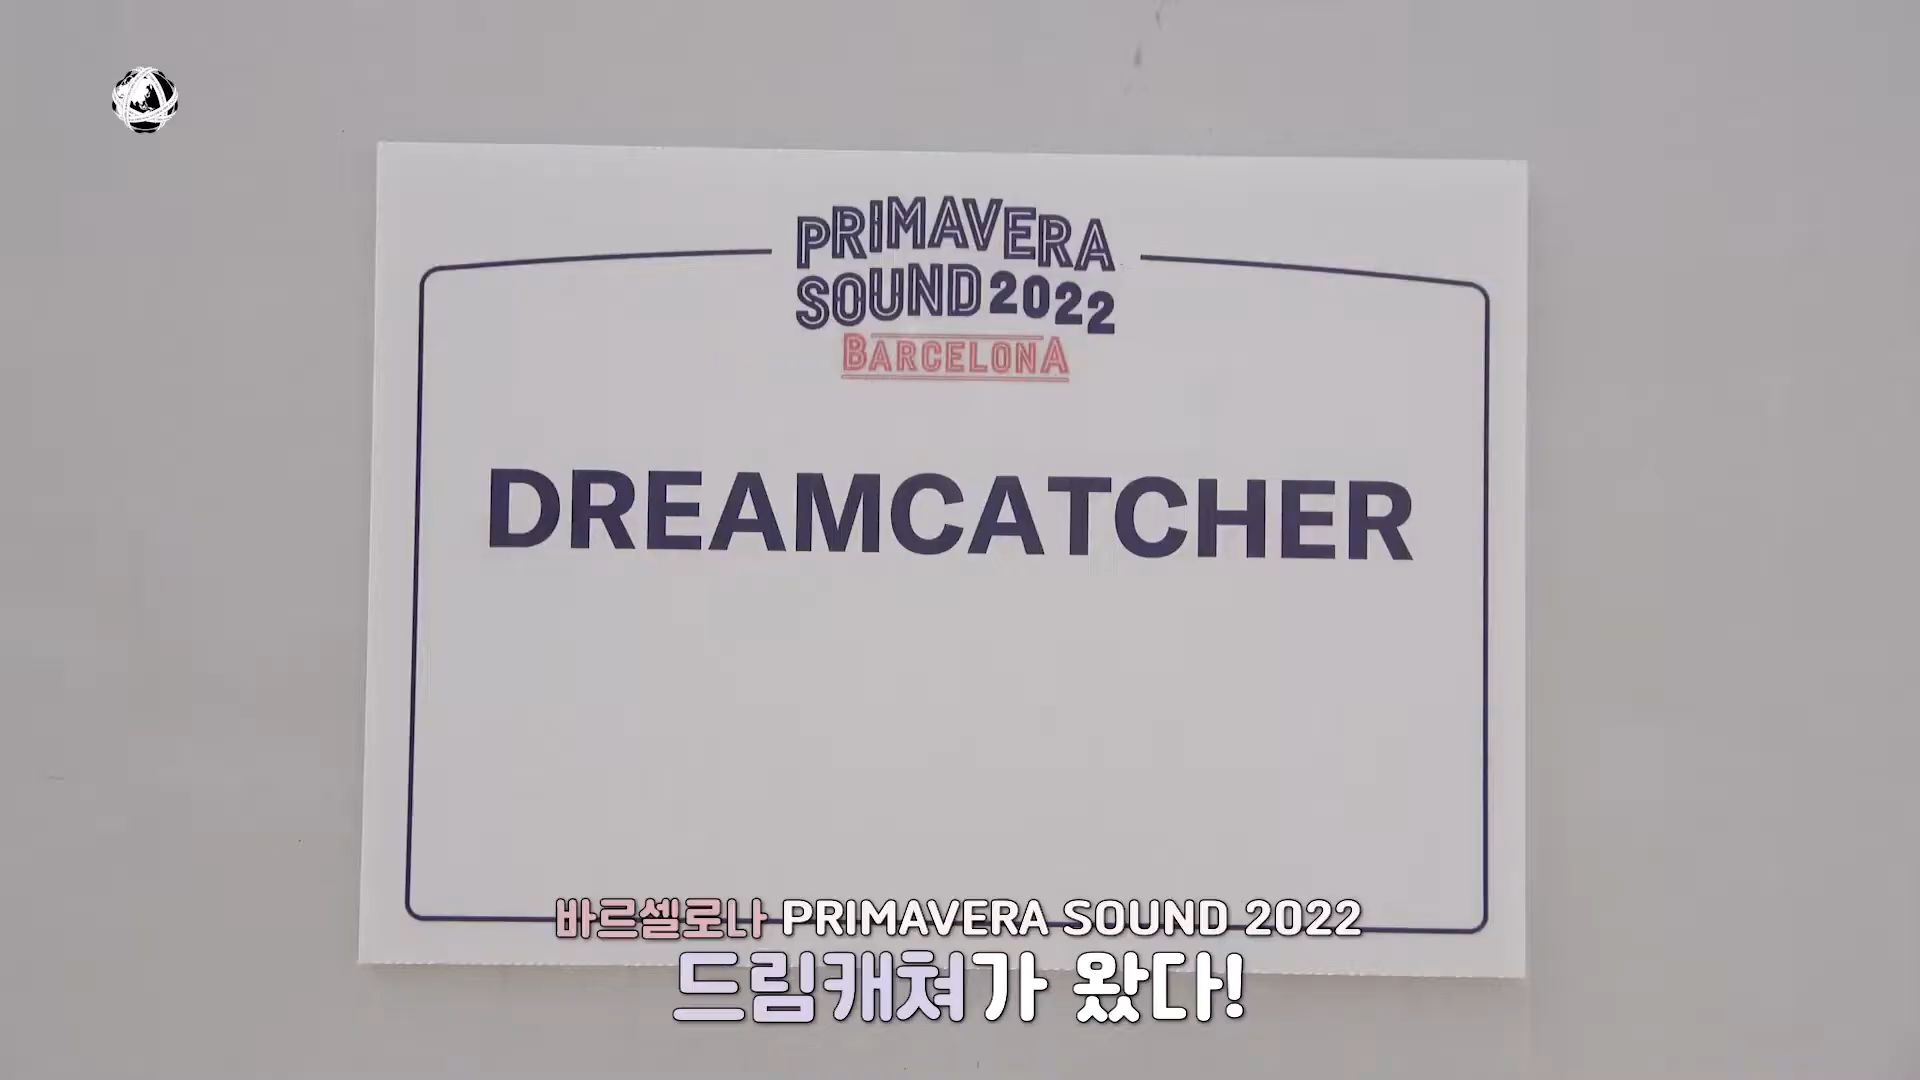 PRIMAVERA
SOUND 2022
BARCELONA
DREAMCATCHER
바르셀로나 PRIMAVERA SOUND 2022
드림캐쳐가 왔다!